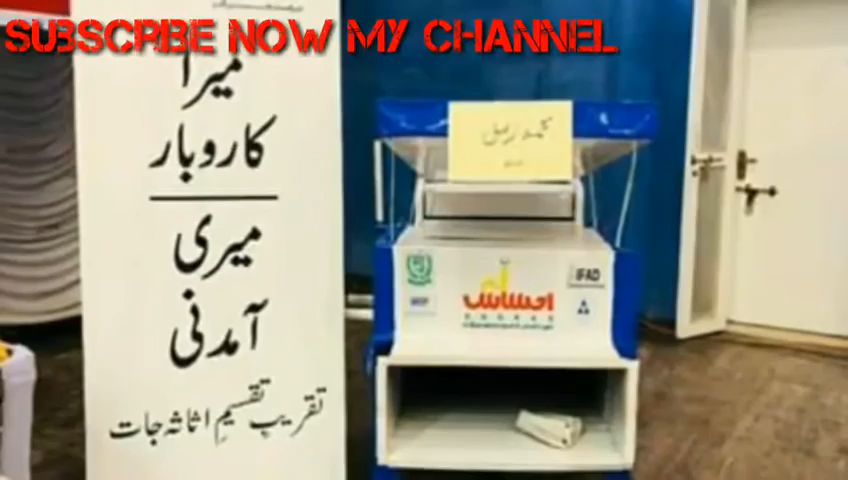 SUBSCRBE NOW MY CHANNEL
میرا
کاروبار
میری
آمدنی
تقریبِ تقسیمِ اثاثہ جات
احساس
IFAD